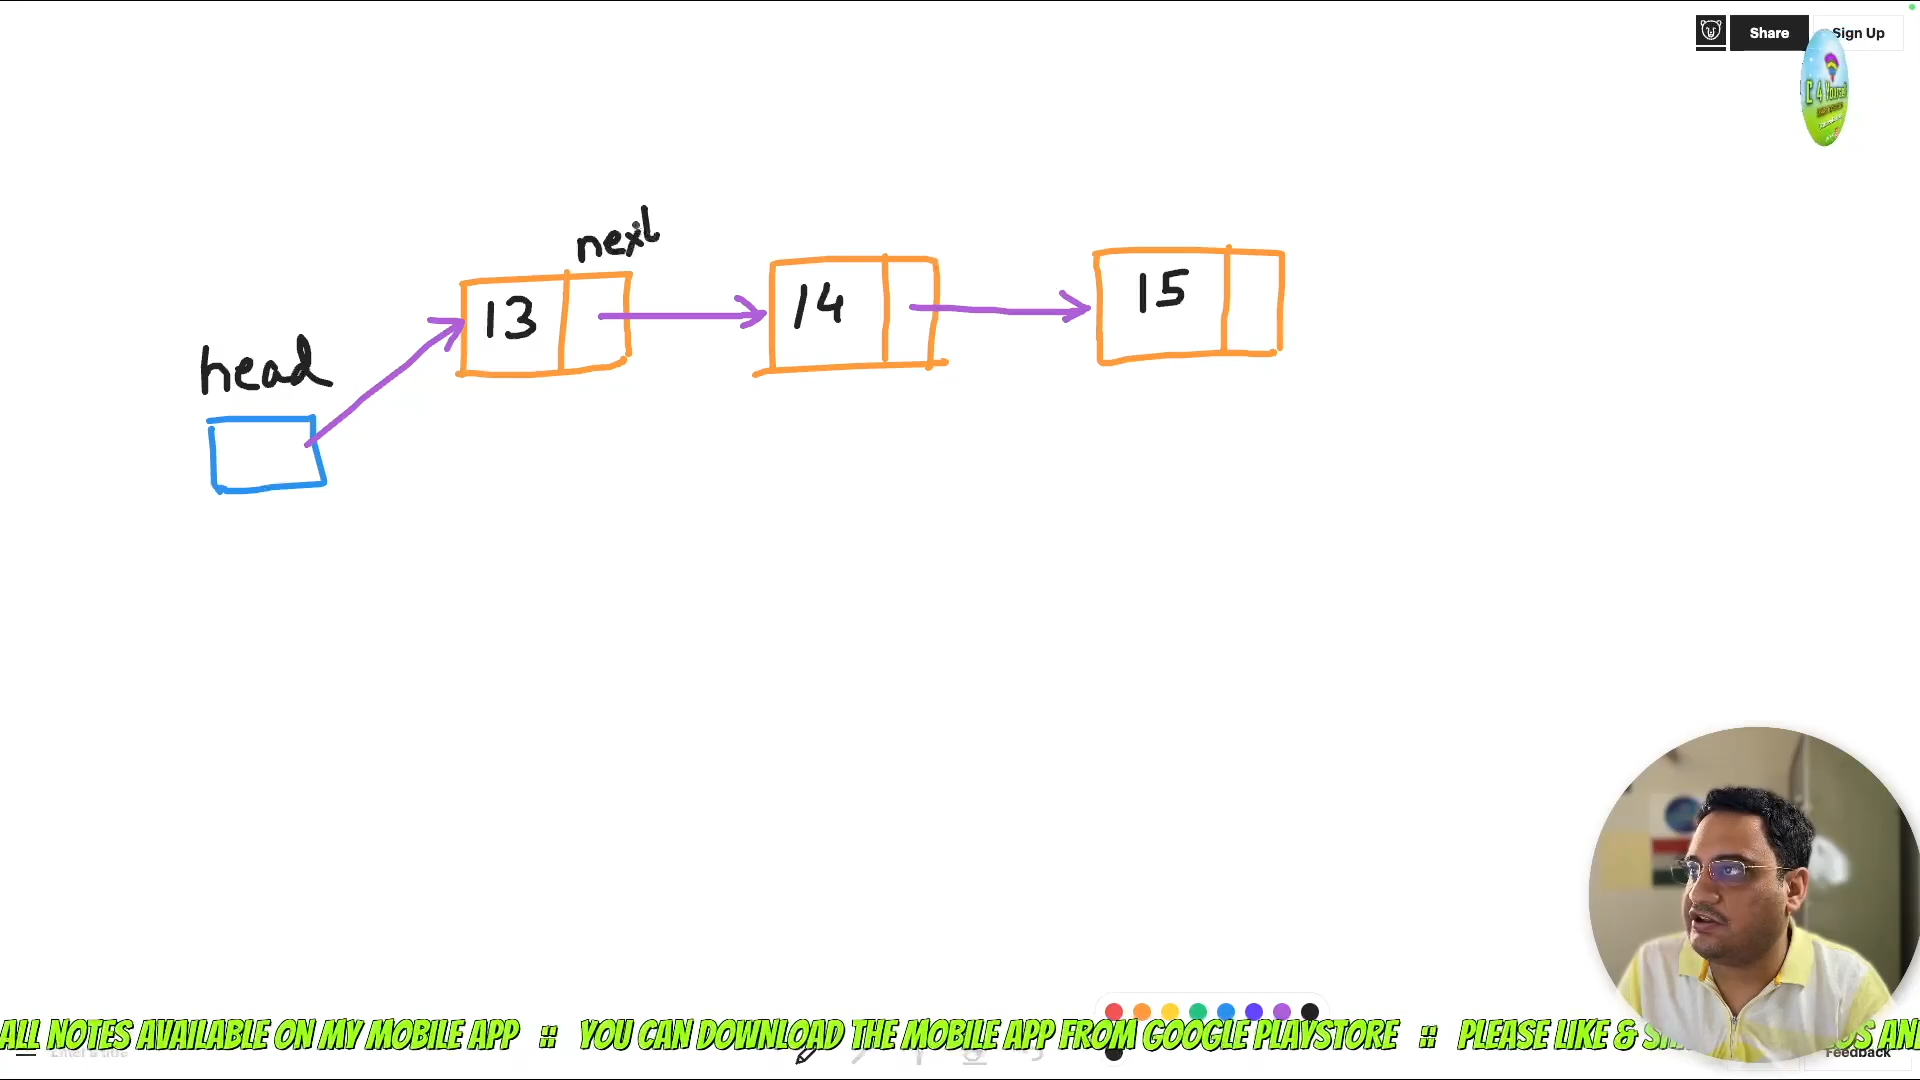 Share Sign Up
next
13 14 15
head
ALL NOTES AVAILABLE ON MY MOBILE APP :: YOU CAN DOWNLOAD THE MOBILE APP FROM GOOGLE PLAYSTORE :: PLEASE LIKE &
Feedback